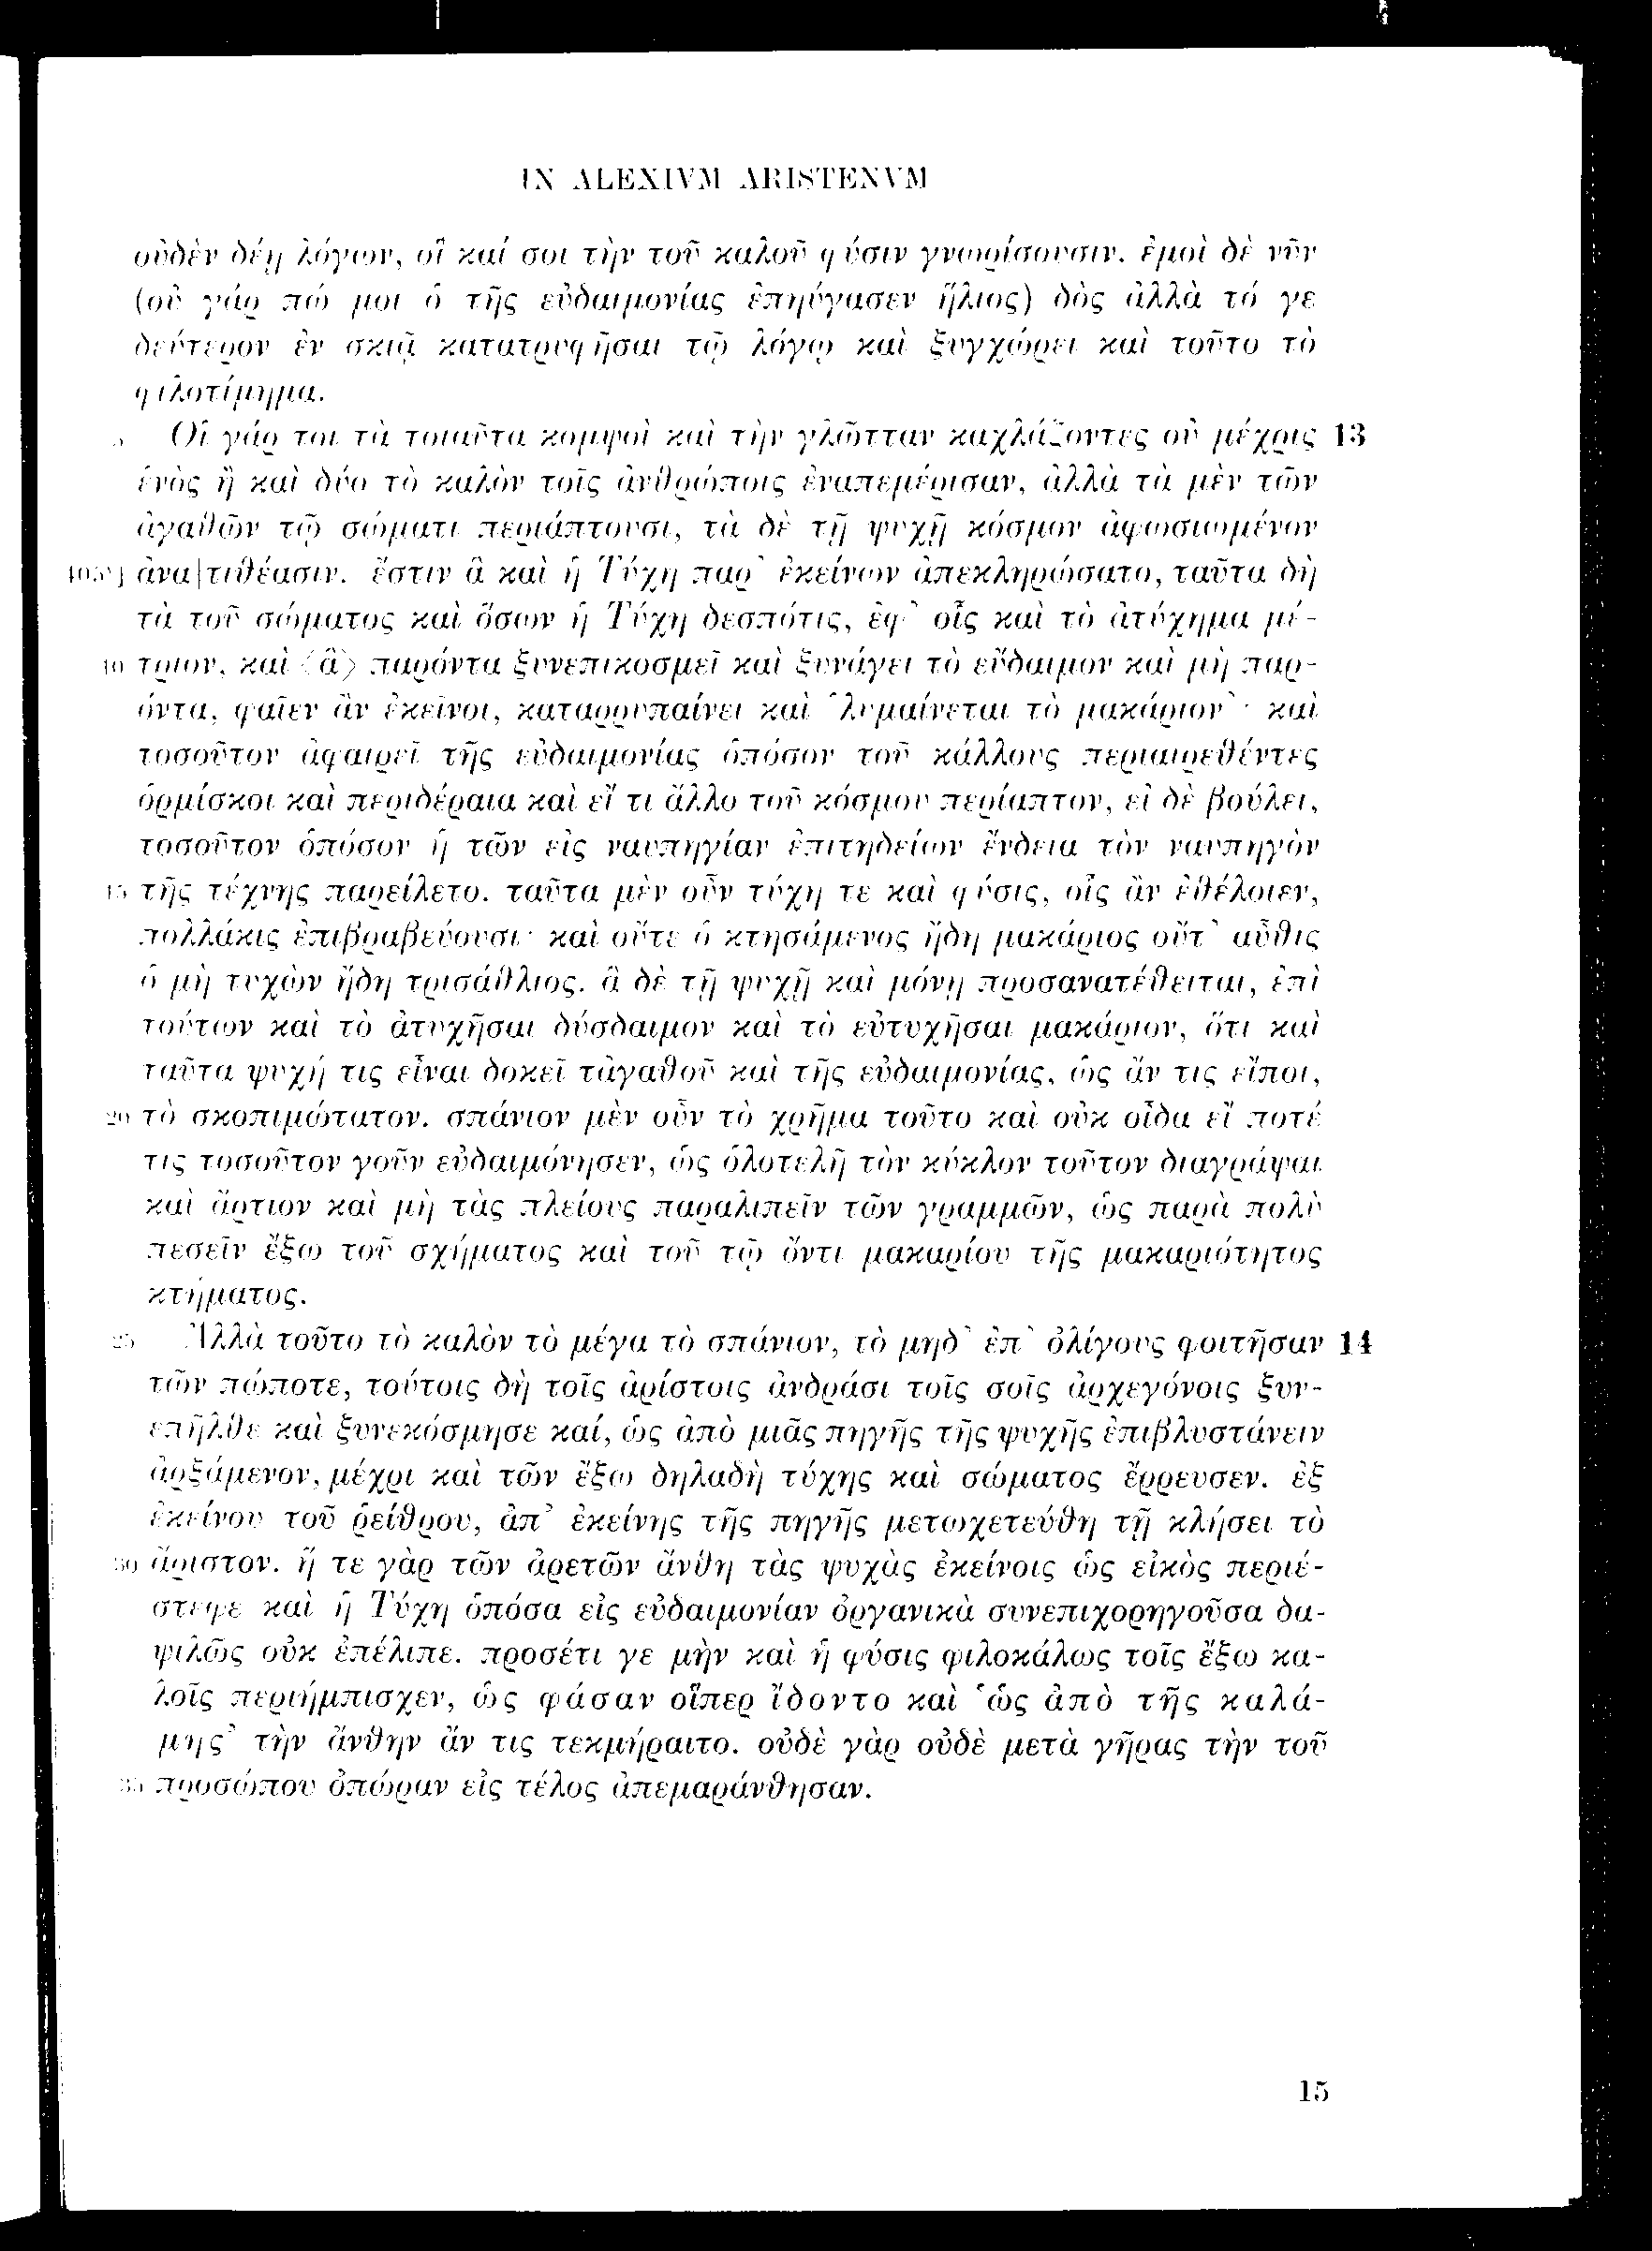 IN ALEXIVM ARISTENVM
οὐδὲν δέῃ λόγων, οἳ καί σοι τὴν τοῦ καλοῦ φύσιν γνωρίσουσιν. ἐμοὶ δὲ νῦν
(οὐ γάρ πώ μοι ὁ τῆς εὐδαιμονίας ἐπηύγασεν ἥλιος) δὸς ἀλλὰ τό γε
δεύτερον ἐν σκιᾷ κατατρυφῆσαι τῷ λόγῳ καὶ ξυγχώρει καὶ τοῦτο τὸ
φιλοτίμημα.
5 Οἱ γάρ τοι τὰ τοιαῦτα κομψοὶ καὶ τὴν γλῶτταν καχλάζοντες οὐ μέχρις 13
ἑνὸς ἢ καὶ δύο τὸ καλὸν τοῖς ἀνθρώποις ἐναπεμέρισαν, ἀλλὰ τὰ μὲν τῶν
ἀγαθῶν τῷ σώματι περιάπτουσι, τὰ δὲ τῇ ψυχῇ κόσμον ἀφωσιωμένον
ἀνα|τιθέασιν. ἔστιν ἃ καὶ ἡ Τύχη παρ᾽ ἐκείνων ἀπεκληρώσατο, ταῦτα δὴ
τὰ τοῦ σώματος καὶ ὅσων ἡ Τύχη δεσπότις, ἐφ᾽ οἷς καὶ τὸ ἀτύχημα μέ-
10 τριον, καὶ ⟨ἃ⟩ παρόντα ξυνεπικοσμεῖ καὶ ξυνάγει τὸ εὔδαιμον καὶ μὴ παρ-
όντα, φαῖεν ἂν ἐκεῖνοι, καταρρυπαίνει καὶ ῾λυμαίνεται τὸ μακάριον᾽· καὶ
τοσοῦτον ἀφαιρεῖ τῆς εὐδαιμονίας ὁπόσον τοῦ κάλλους περιαιρεθέντες
ὁρμίσκοι καὶ περιδέραια καὶ εἴ τι ἄλλο τοῦ κόσμου περίαπτον, εἰ δὲ βούλει,
τοσοῦτον ὁπόσον ἡ τῶν εἰς ναυπηγίαν ἐπιτηδείων ἔνδεια τὸν ναυπηγὸν
15 τῆς τέχνης παρείλετο. ταῦτα μὲν οὖν τύχη τε καὶ φύσις, οἷς ἂν ἐθέλοιεν,
πολλάκις ἐπιβραβεύουσι· καὶ οὔτε ὁ κτησάμενος ἤδη μακάριος οὔτ᾽ αὖθις
ὁ μὴ τυχὼν ἤδη τρισάθλιος. ἃ δὲ τῇ ψυχῇ καὶ μόνῃ προσανατέθειται, ἐπὶ
τούτων καὶ τὸ ἀτυχῆσαι δύσδαιμον καὶ τὸ εὐτυχῆσαι μακάριον, ὅτι καὶ
ταῦτα ψυχή τις εἶναι δοκεῖ τἀγαθοῦ καὶ τῆς εὐδαιμονίας, ὡς ἄν τις εἴποι,
20 τὸ σκοπιμώτατον. σπάνιον μὲν οὖν τὸ χρῆμα τοῦτο καὶ οὐκ οἶδα εἴ ποτέ
τις τοσοῦτον γοῦν εὐδαιμόνησεν, ὡς ὁλοτελῆ τὸν κύκλον τοῦτον διαγράψαι
καὶ ἄρτιον καὶ μὴ τὰς πλείους παραλιπεῖν τῶν γραμμῶν, ὡς παρὰ πολὺ
πεσεῖν ἔξω τοῦ σχήματος καὶ τοῦ τῷ ὄντι μακαρίου τῆς μακαριότητος
κτήματος.
25 Ἀλλὰ τοῦτο τὸ καλὸν τὸ μέγα τὸ σπάνιον, τὸ μηδ᾽ ἐπ᾽ ὀλίγους φοιτῆσαν 14
τῶν πώποτε, τούτοις δὴ τοῖς ἀρίστοις ἀνδράσι τοῖς σοῖς ἀρχεγόνοις ξυν-
επῆλθε καὶ ξυνεκόσμησε καί, ὡς ἀπὸ μιᾶς πηγῆς τῆς ψυχῆς ἐπιβλυστάνειν
ἀρξάμενον, μέχρι καὶ τῶν ἔξω δηλαδὴ τύχης καὶ σώματος ἔρρευσεν. ἐξ
ἐκείνου τοῦ ῥείθρου, ἀπ᾽ ἐκείνης τῆς πηγῆς μετωχετεύθη τῇ κλήσει τὸ
30 ἄριστον. ἥ τε γὰρ τῶν ἀρετῶν ἄνθη τὰς ψυχὰς ἐκείνοις ὡς εἰκὸς περιέ-
στεψε καὶ ἡ Τύχη ὁπόσα εἰς εὐδαιμονίαν ὀργανικὰ συνεπιχορηγοῦσα δα-
ψιλῶς οὐκ ἐπέλιπε. προσέτι γε μὴν καὶ ἡ φύσις φιλοκάλως τοῖς ἔξω κα-
λοῖς περιήμπισχεν, ὡς φάσαν οἵπερ ἴδοντο καὶ ῾ὡς ἀπὸ τῆς καλά-
μης᾽ τὴν ἄνθην ἄν τις τεκμήραιτο. οὐδὲ γὰρ οὐδὲ μετὰ γῆρας τὴν τοῦ
35 προσώπου ὀπώραν εἰς τέλος ἀπεμαράνθησαν.
15